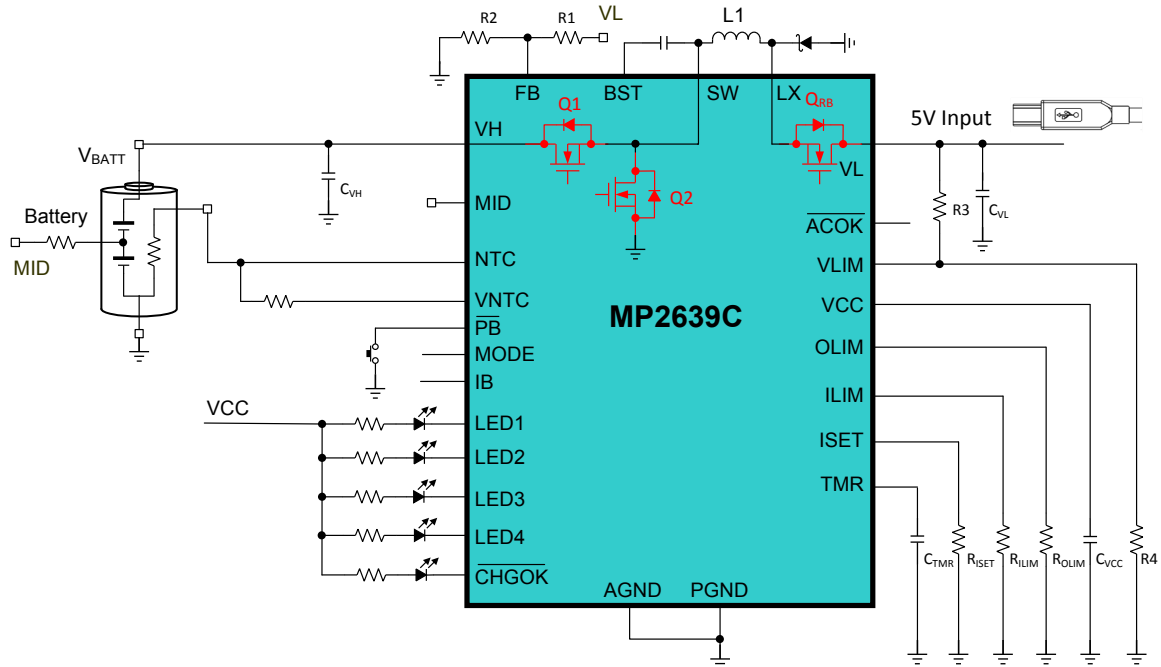 R2
R1
VL
L1
FB
BST
SW
LX
VH
Q1
QRB
5V Input
VBATT
CVH
VL
Q2
MID
R3
CVL
Battery
ACOK
MID
NTC
VLIM
VNTC
VCC
PB
MP2639C
MODE
OLIM
IB
ILIM
VCC
LED1
ISET
LED2
TMR
LED3
LED4
CTMR
RISET
RILIM
ROLIM
CVCC
R4
CHGOK
AGND
PGND